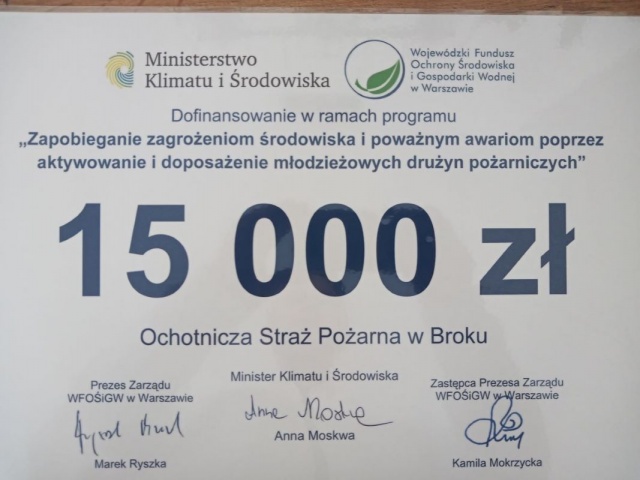 Ministerstwo
Klimatu i Środowiska
Wojewódzki Fundusz
Ochrony Środowiska
i Gospodarki Wodnej
w Warszawie
Dofinansowanie w ramach programu
„Zapobieganie zagrożeniom środowiska i poważnym awariom poprzez
aktywowanie i doposażenie młodzieżowych drużyn pożarniczych”
15 000 zł
Ochotnicza Straż Pożarna w Broku
Prezes Zarządu
WFOŚiGW w Warszawie
Marek Ryszka
Minister Klimatu i Środowiska
Anna Moskwa
Anna Moskwa
Zastępca Prezesa Zarządu
WFOŚiGW w Warszawie
Kamila Mokrzycka